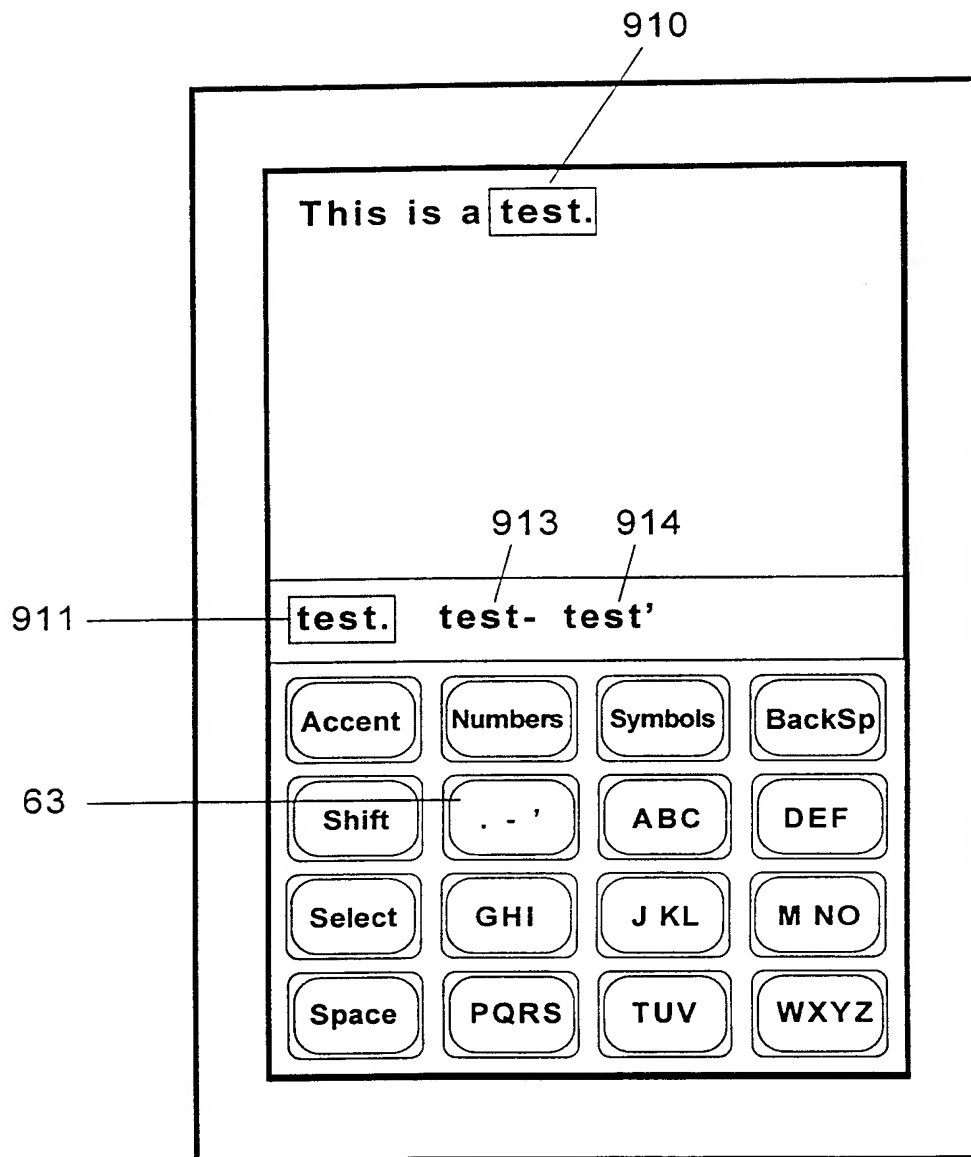 910
This is a test.
913 914
911 test. test- test’
Accent Numbers Symbols BackSp
63 Shift . - ’ ABC DEF
Select GHI J KL M NO
Space PQRS TUV WXYZ